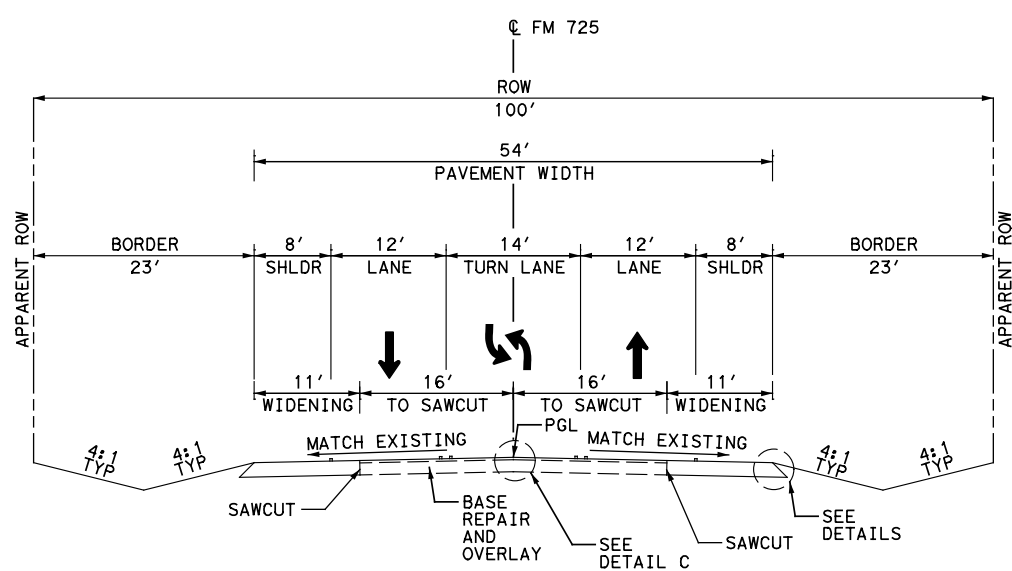 ℄ FM 725
ROW
100'
54'
PAVEMENT WIDTH
APPARENT ROW
BORDER
23'
8'
SHLDR
12'
LANE
14'
TURN LANE
12'
LANE
8'
SHLDR
BORDER
23'
APPARENT ROW
11'
WIDENING
16'
TO SAWCUT
16'
TO SAWCUT
11'
WIDENING
PGL
MATCH EXISTING
MATCH EXISTING
4:1
TYP
4:1
TYP
4:1
TYP
4:1
TYP
SAWCUT
BASE
REPAIR
AND
OVERLAY
SEE
DETAIL C
SAWCUT
SEE
DETAILS